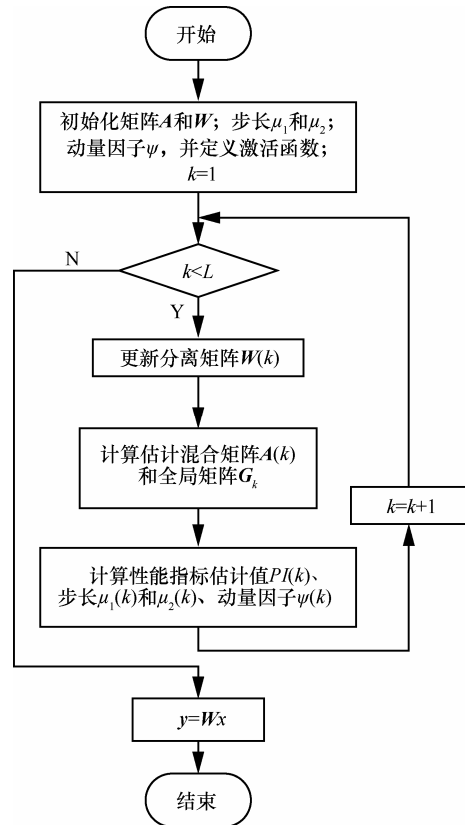 开始
初始化矩阵A和W；步长μ₁和μ₂；
动量因子ψ，并定义激活函数；
k=1
N
k<L
Y
更新分离矩阵W(k)
计算估计混合矩阵A(k)
和全局矩阵Gₖ
k=k+1
计算性能指标估计值PI(k)、
步长μ₁(k)和μ₂(k)、动量因子ψ(k)
y=Wx
结束